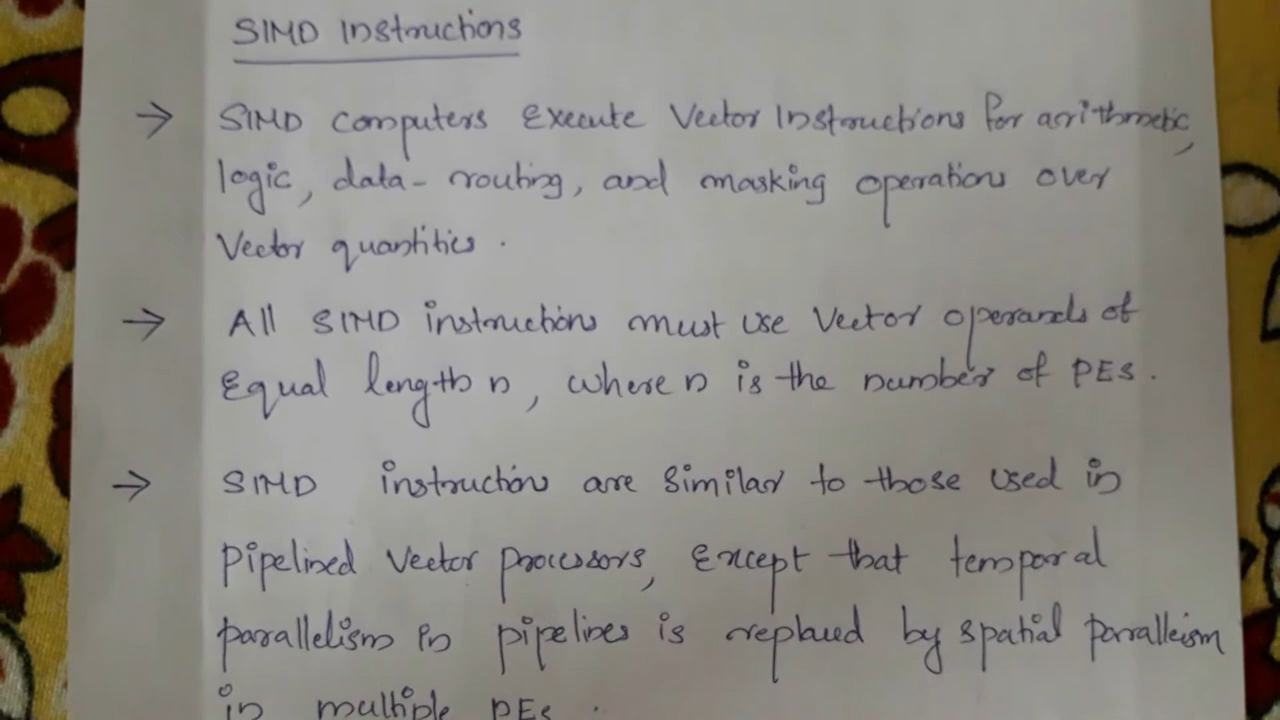 SIMD Instructions
→ SIMD computers Execute Vector Instructions for arithmetic,
logic, data-routing, and masking operations over
Vector quantities.
→ All SIMD instructions must use Vector operands of
Equal length n, where n is the number of PES.
→ SIMD instructions are similar to those used in
pipelined Vector processors, Except that temporal
parallelism in pipelines is replaced by spatial parallelism
in multiple PEs.